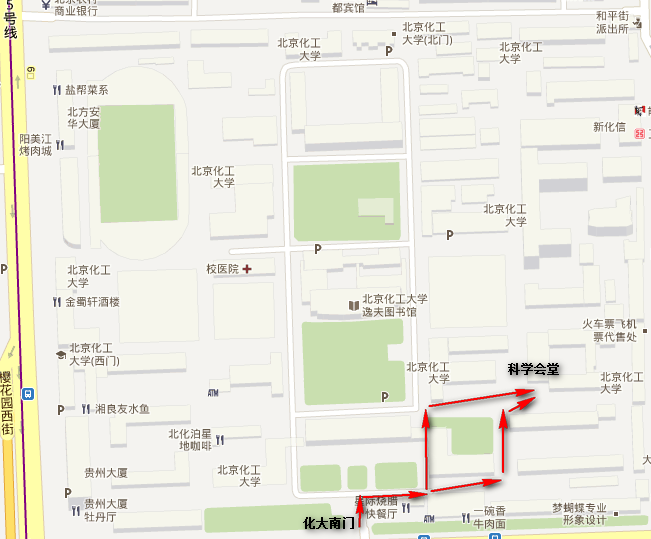 5号线
北京农村
商业银行
都宾馆
和平街
派出所
北京化工
大学(北门)
P
北京化工
大学
北京化工
大学
盐帮菜系
北方安
华大厦
新化信
阳美江
烤肉城
北京化工
大学
北京化工
大学
P
P
P
校医院
北京化工
大学
金蜀轩酒楼
北京化工大学
逸夫图书馆
火车票飞机
票代售处
北京化工
大学(西门)
北京化工
大学
科学会堂
北京化工
大学
樱花园西街
ATM
P
P
湘良友水鱼
北化泊星
地咖啡
贵州大厦
北京化工
大学
P
贵州大厦
牡丹厅
星际烧腊
快餐厅
化大南门
ATM
一碗香
牛肉面
梦蝴蝶专业
形象设计